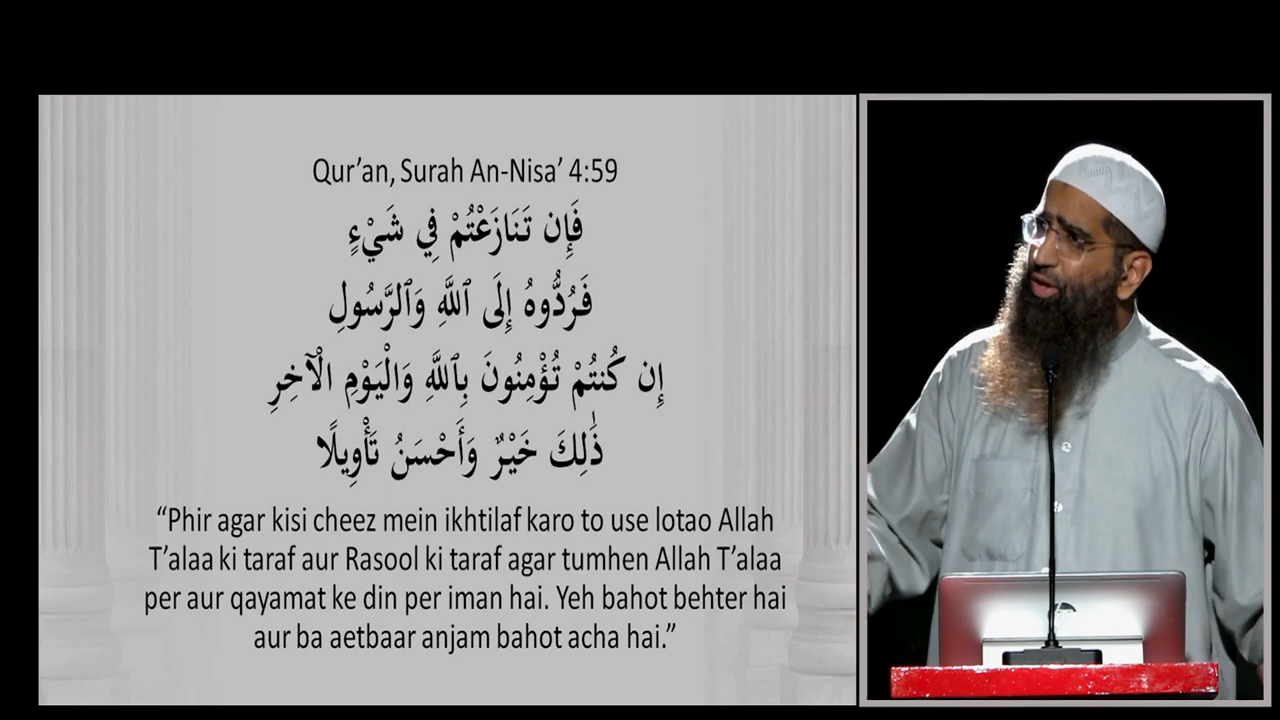 Qur’an, Surah An-Nisa’ 4:59
فَإِن تَنَازَعْتُمْ فِي شَيْءٍ
فَرُدُّوهُ إِلَى ٱللَّهِ وَٱلرَّسُولِ
إِن كُنتُمْ تُؤْمِنُونَ بِٱللَّهِ وَالْيَوْمِ الْآخِرِ
ذَٰلِكَ خَيْرٌ وَأَحْسَنُ تَأْوِيلًا
“Phir agar kisi cheez mein ikhtilaf karo to use lotao Allah
T’alaa ki taraf aur Rasool ki taraf agar tumhen Allah T’alaa
per aur qayamat ke din per iman hai. Yeh bahot behter hai
aur ba aetbaar anjam bahot acha hai.”